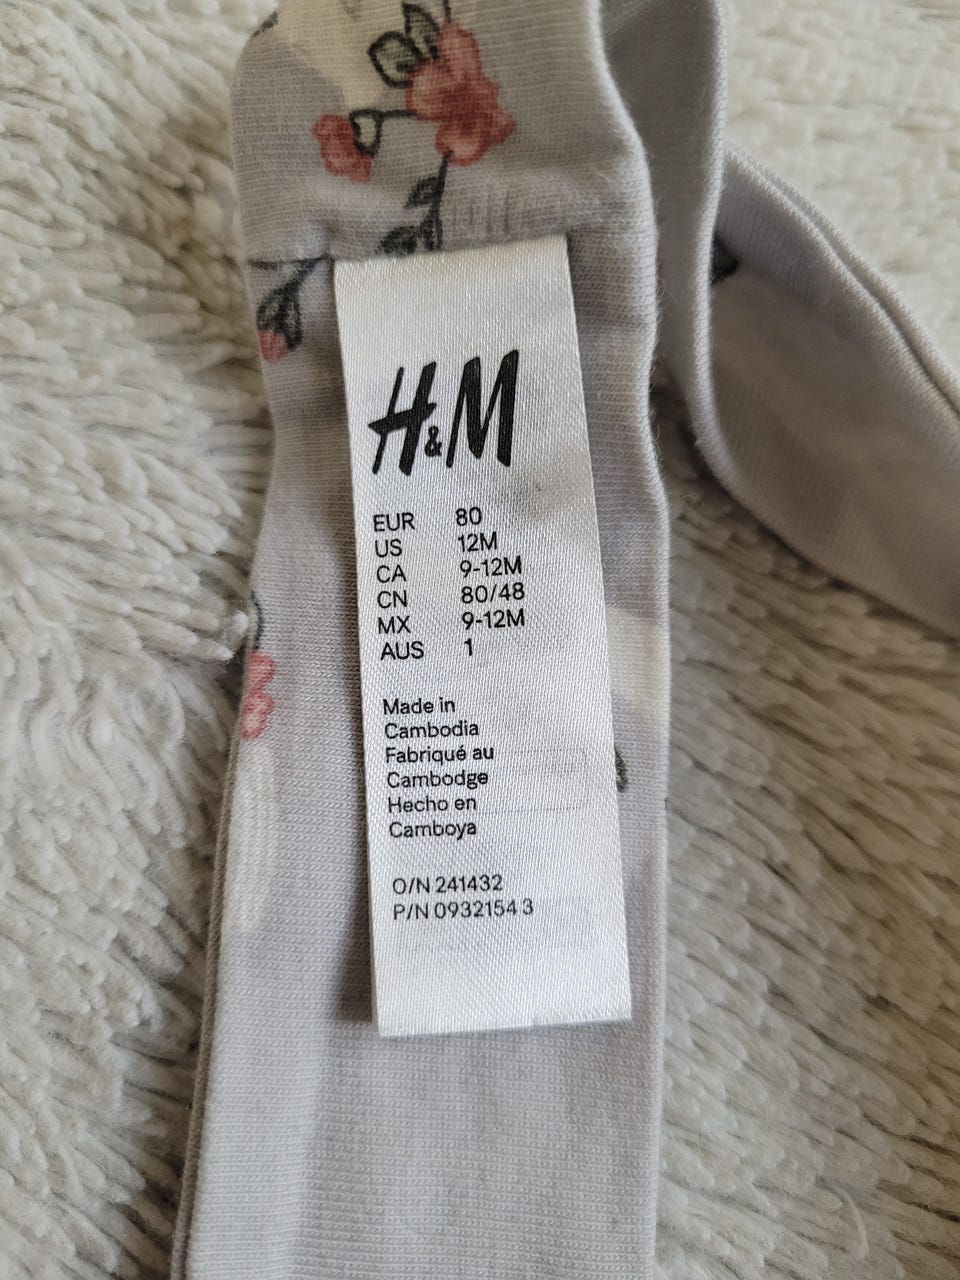 H&M
EUR 80
US 12M
CA 9-12M
CN 80/48
MX 9-12M
AUS 1
Made in
Cambodia
Fabriqué au
Cambodge
Hecho en
Camboya
O/N 241432
P/N 0932154 3